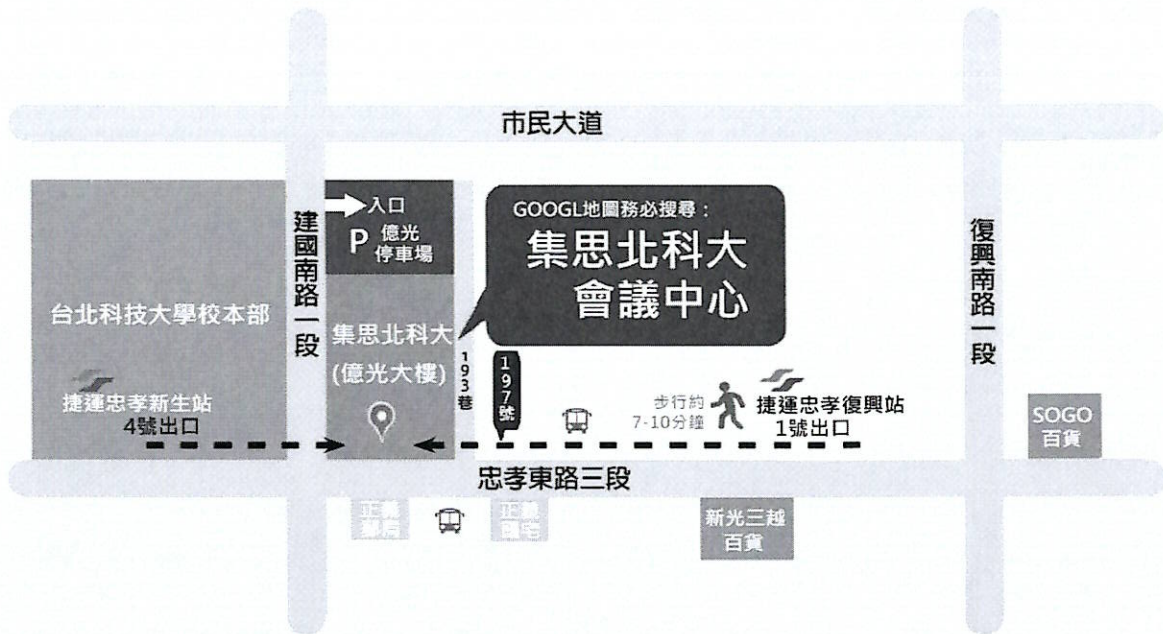 市民大道
入口
P 億光
停車場
GOOGL地圖務必搜尋：
集思北科大
會議中心
建國南路一段
復興南路一段
台北科技大學校本部
集思北科大
(億光大樓)
193巷
197號
捷運忠孝新生站
4號出口
步行約
7-10分鐘
捷運忠孝復興站
1號出口
SOGO
百貨
忠孝東路三段
正義
新光三越
百貨